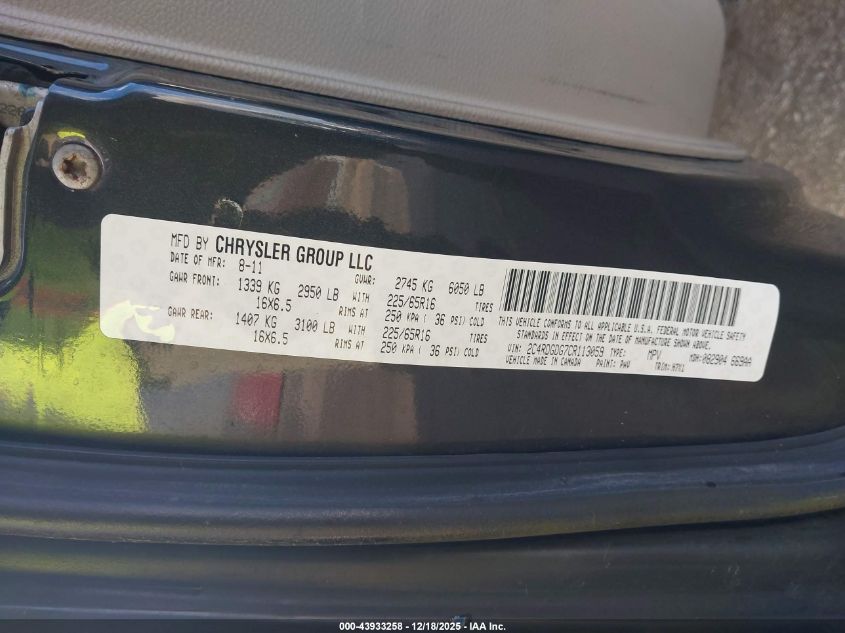 MFD BY CHRYSLER GROUP LLC
DATE OF MFR: 8-11 GVWR: 2745 KG 6050 LB
GAWR FRONT: 1339 KG 2950 LB WITH 225/65R16 TIRES
16X6.5 RIMS AT 250 KPA ( 36 PSI) COLD
GAWR REAR: 1407 KG 3100 LB WITH 225/65R16 TIRES
16X6.5 RIMS AT 250 KPA ( 36 PSI) COLD
THIS VEHICLE CONFORMS TO ALL APPLICABLE U.S.A. FEDERAL MOTOR VEHICLE SAFETY
STANDARDS IN EFFECT ON THE DATE OF MANUFACTURE SHOWN ABOVE.
VIN: 2C4RDGDG7CR113059 TYPE: MPV MDH: 082904 669AA
VEHICLE MADE IN CANADA PAINT: TRIM:
000-43933258 - 12/18/2025 - IAA Inc.